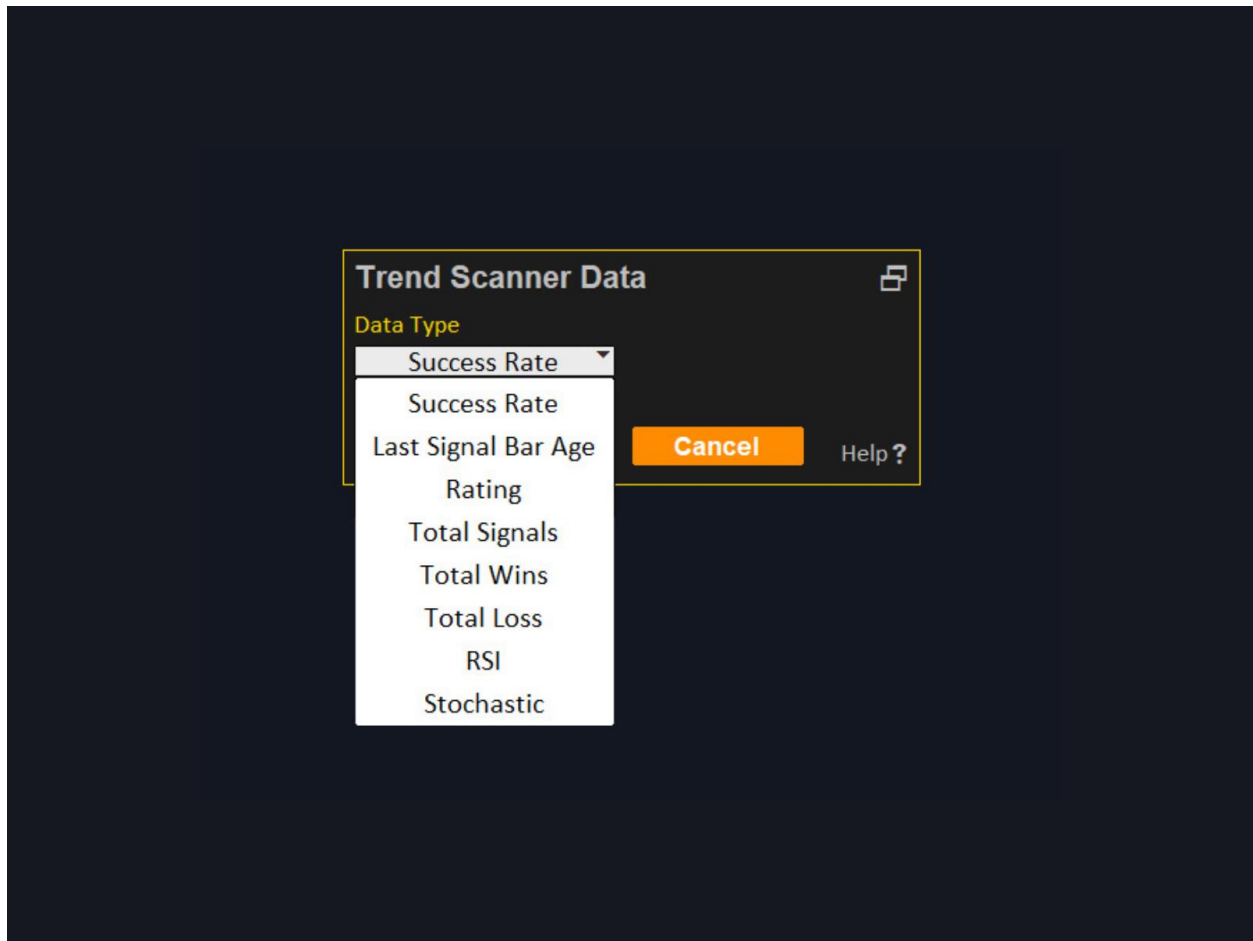 Trend Scanner Data
Data Type
Success Rate
Success Rate
Last Signal Bar Age
Rating
Total Signals
Total Wins
Total Loss
RSI
Stochastic
Cancel
Help ?